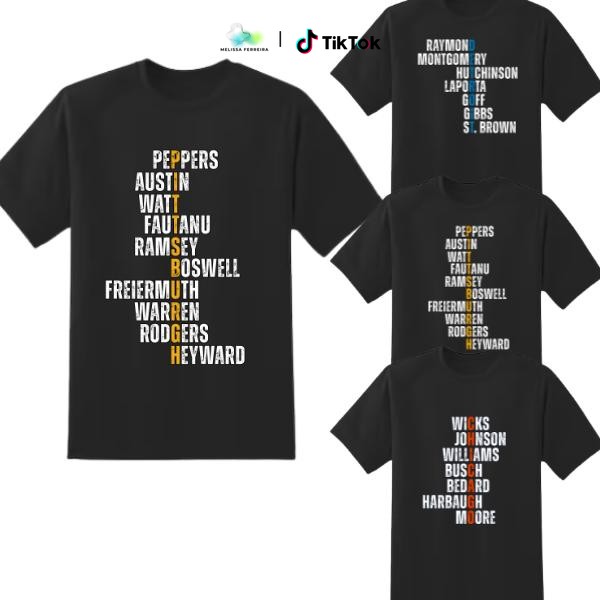 MELISSA FERREIRA
TikTok
PEPPERS
AUSTIN
WATT
FAUTANU
RAMSEY
BOSWELL
FREIERMUTH
WARREN
RODGERS
HEYWARD
RAYMOND
MONTGOMERY
HUTCHINSON
LAPORTA
GOFF
GIBBS
ST. BROWN
PEPPERS
AUSTIN
WATT
FAUTANU
RAMSEY
BOSWELL
FREIERMUTH
WARREN
RODGERS
HEYWARD
WICKS
JOHNSON
WILLIAMS
BUSCH
BEDARD
HARBAUGH
MOORE